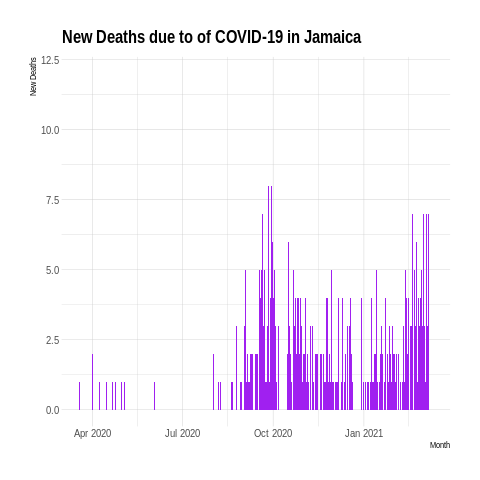 New Deaths due to of COVID-19 in Jamaica
New Deaths
12.5
10.0
7.5
5.0
2.5
0.0
Apr 2020 Jul 2020 Oct 2020 Jan 2021
Month